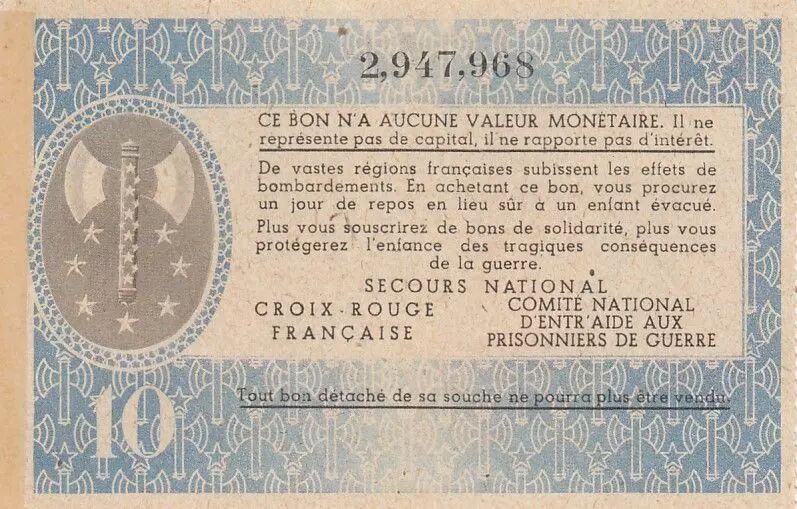 2,947,968
CE BON N'A AUCUNE VALEUR MONÉTAIRE. Il ne
représente pas de capital, il ne rapporte pas d'intérêt.
De vastes régions françaises subissent les effets de
bombardements. En achetant ce bon, vous procurez
un jour de repos en lieu sûr à un enfant évacué.
Plus vous souscrirez de bons de solidarité, plus vous
protégerez l'enfance des tragiques conséquences
de la guerre.
SECOURS NATIONAL
CROIX-ROUGE
FRANÇAISE
COMITÉ NATIONAL
D'ENTR'AIDE AUX
PRISONNIERS DE GUERRE
10
Tout bon détaché de sa souche ne pourra plus être vendu.